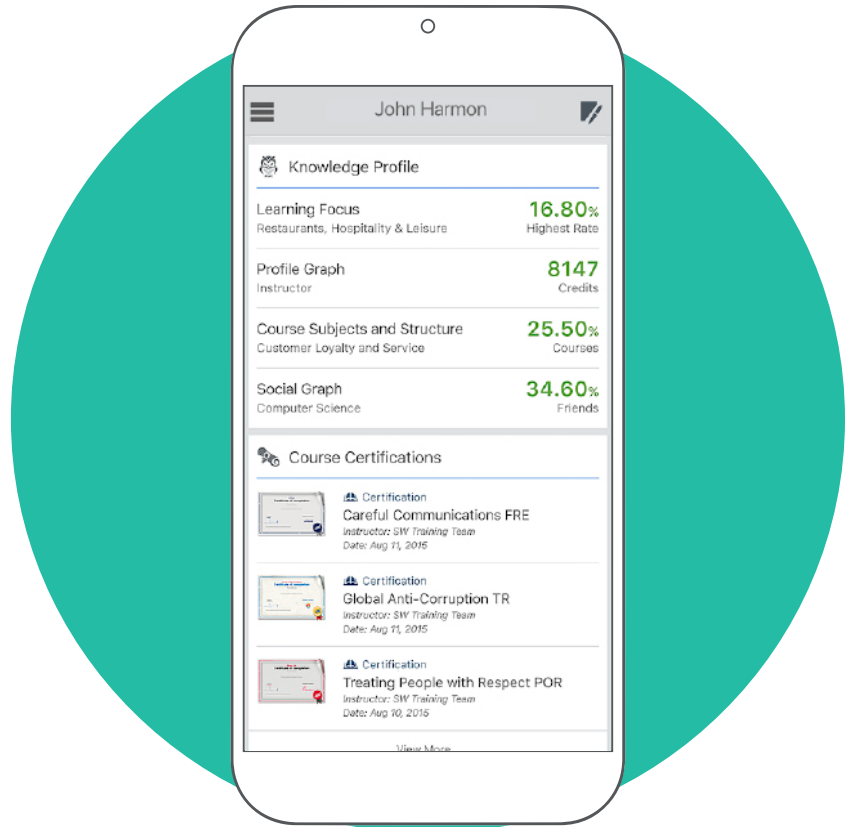 John Harmon
Knowledge Profile
Learning Focus
16.80%
Restaurants, Hospitality & Leisure
Highest Rate
Profile Graph
8147
Instructor
Credits
Course Subjects and Structure
25.50%
Customer Loyalty and Service
Courses
Social Graph
34.60%
Computer Science
Friends
Course Certifications
Certification
Careful Communications FRE
Instructor: SW Training Team
Date: Aug 11, 2015
Certification
Global Anti-Corruption TR
Instructor: SW Training Team
Date: Aug 11, 2015
Certification
Treating People with Respect POR
Instructor: SW Training Team
Date: Aug 10, 2015
View More